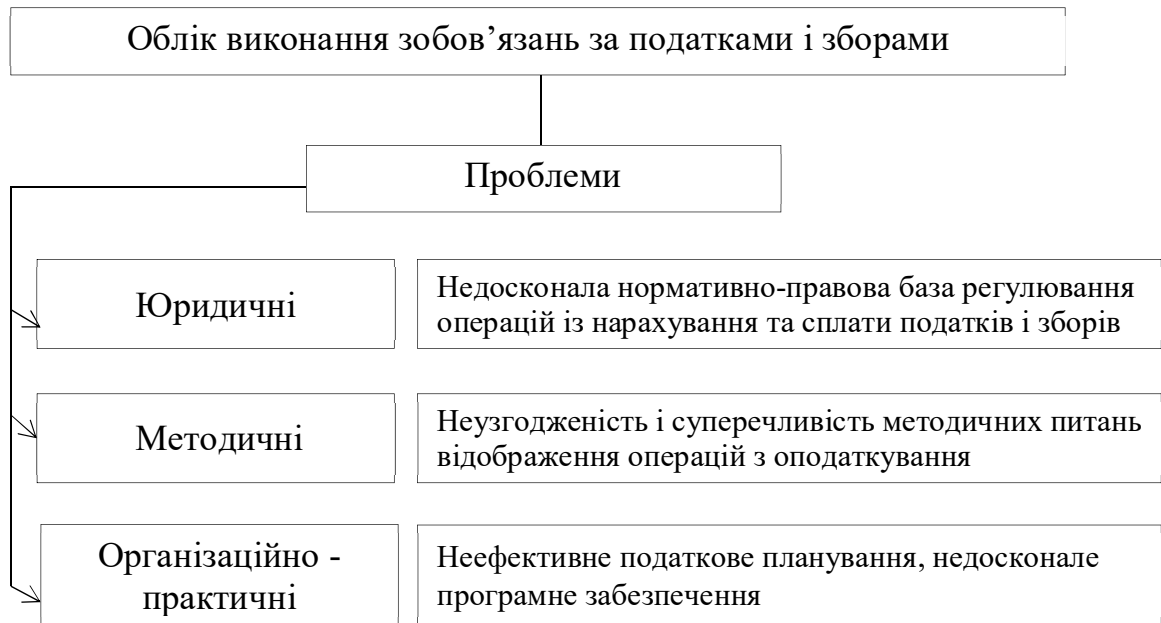 Облік виконання зобов’язань за податками і зборами
Проблеми
Юридичні
Недосконала нормативно-правова база регулювання
операцій із нарахування та сплати податків і зборів
Методичні
Неузгодженість і суперечливість методичних питань
відображення операцій з оподаткування
Організаційно -
практичні
Неефективне податкове планування, недосконале
програмне забезпечення